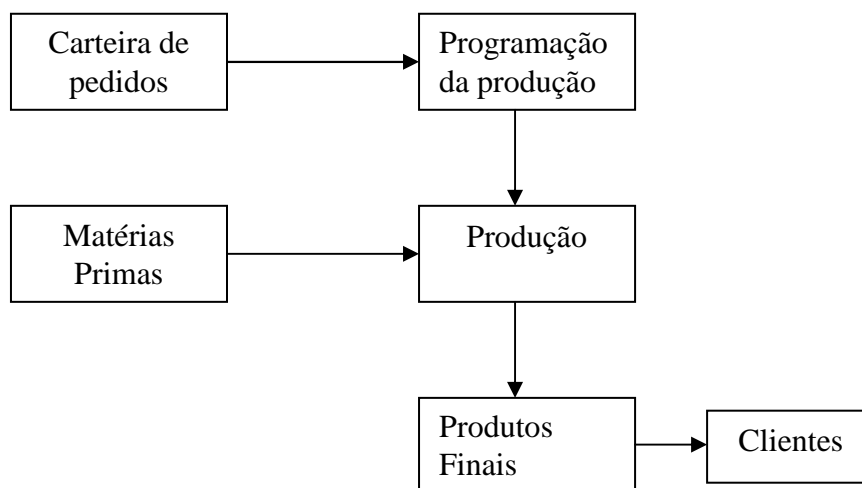 Carteira de
pedidos
Programação
da produção
Matérias
Primas
Produção
Produtos
Finais
Clientes